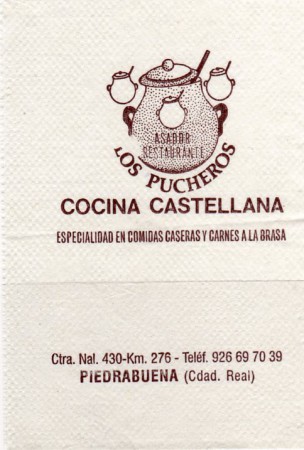 ASADOR
RESTAURANTE
LOS PUCHEROS
COCINA CASTELLANA
ESPECIALIDAD EN COMIDAS CASERAS Y CARNES A LA BRASA
Ctra. Nal. 430-Km. 276 - Teléf. 926 69 70 39
PIEDRABUENA (Cdad. Real)